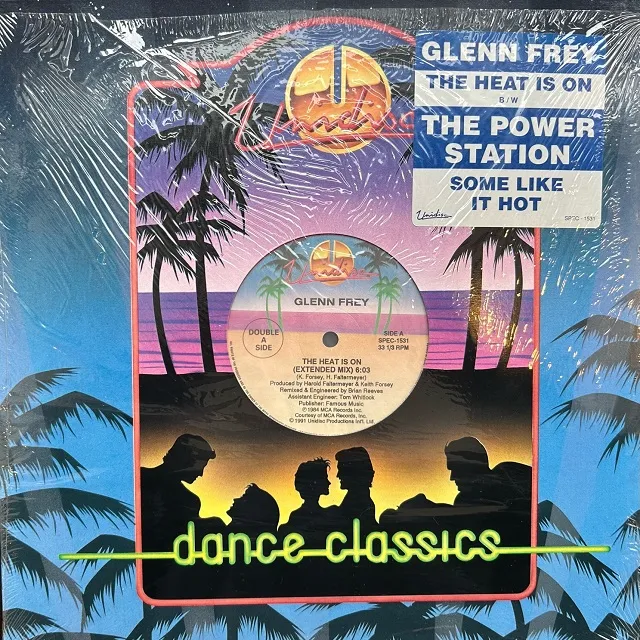 GLENN FREY
THE HEAT IS ON
B/W
THE POWER
STATION
SOME LIKE
IT HOT
Unidisc
SPEC-1531
Unidisc
Unidisc
GLENN FREY
DOUBLE
A
SIDE
SIDE A
SPEC-1531
33 1/3 RPM
THE HEAT IS ON
(EXTENDED MIX) 6:03
(K. Forsey, H. Faltermeyer)
Produced by Harold Faltermeyer & Keith Forsey
Remixed & Engineered by Brian Reeves
Assistant Engineer: Tom Whitlock
Publisher: Famous Music
℗ 1984 MCA Records, Inc.
Courtesy of MCA Records, Inc.
© 1991 Unidisc Productions Int'l. Ltd.
dance classics